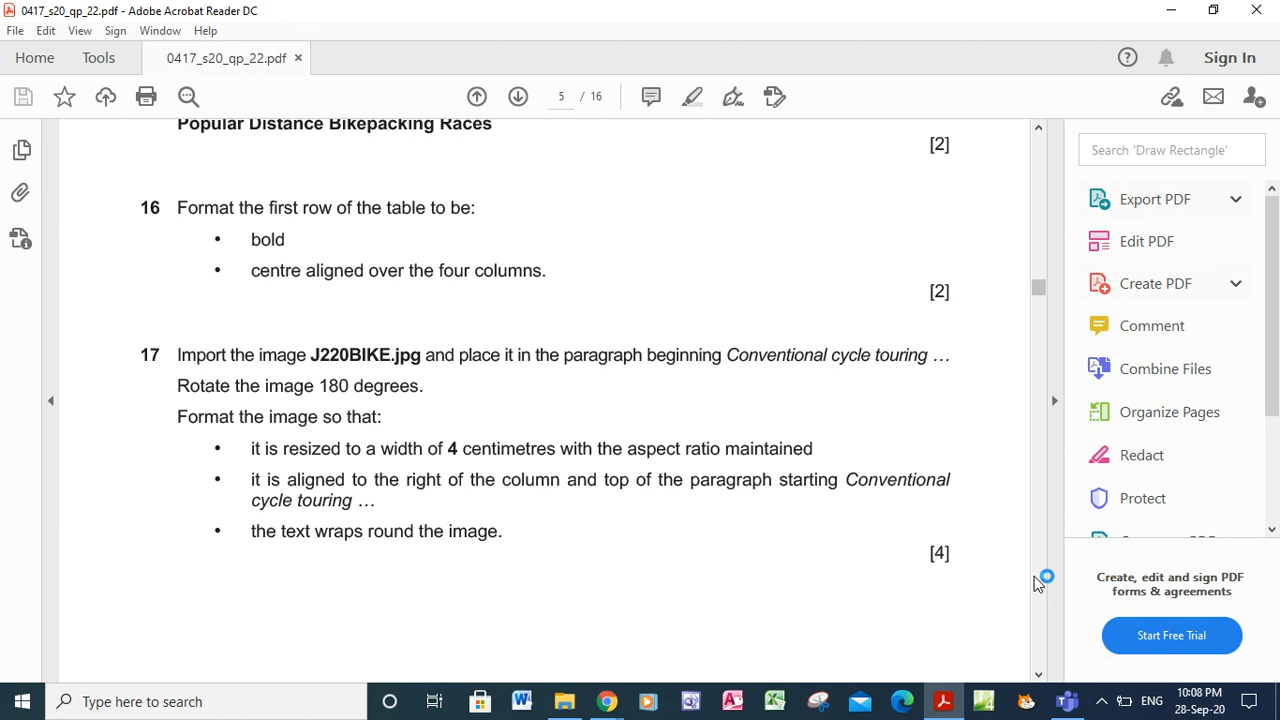 0417_s20_qp_22.pdf - Adobe Acrobat Reader DC
File Edit View Sign Window Help
Home Tools 0417_s20_qp_22.pdf ×
Sign In
5 / 16
Popular Distance Bikepacking Races
[2]
16 Format the first row of the table to be:
• bold
• centre aligned over the four columns.
[2]
17 Import the image J220BIKE.jpg and place it in the paragraph beginning Conventional cycle touring …
Rotate the image 180 degrees.
Format the image so that:
• it is resized to a width of 4 centimetres with the aspect ratio maintained
• it is aligned to the right of the column and top of the paragraph starting Conventional
cycle touring …
• the text wraps round the image.
[4]
Search 'Draw Rectangle'
Export PDF
Edit PDF
Create PDF
Comment
Combine Files
Organize Pages
Redact
Protect
Create, edit and sign PDF
forms & agreements
Start Free Trial
Type here to search
ENG
10:08 PM
28-Sep-20